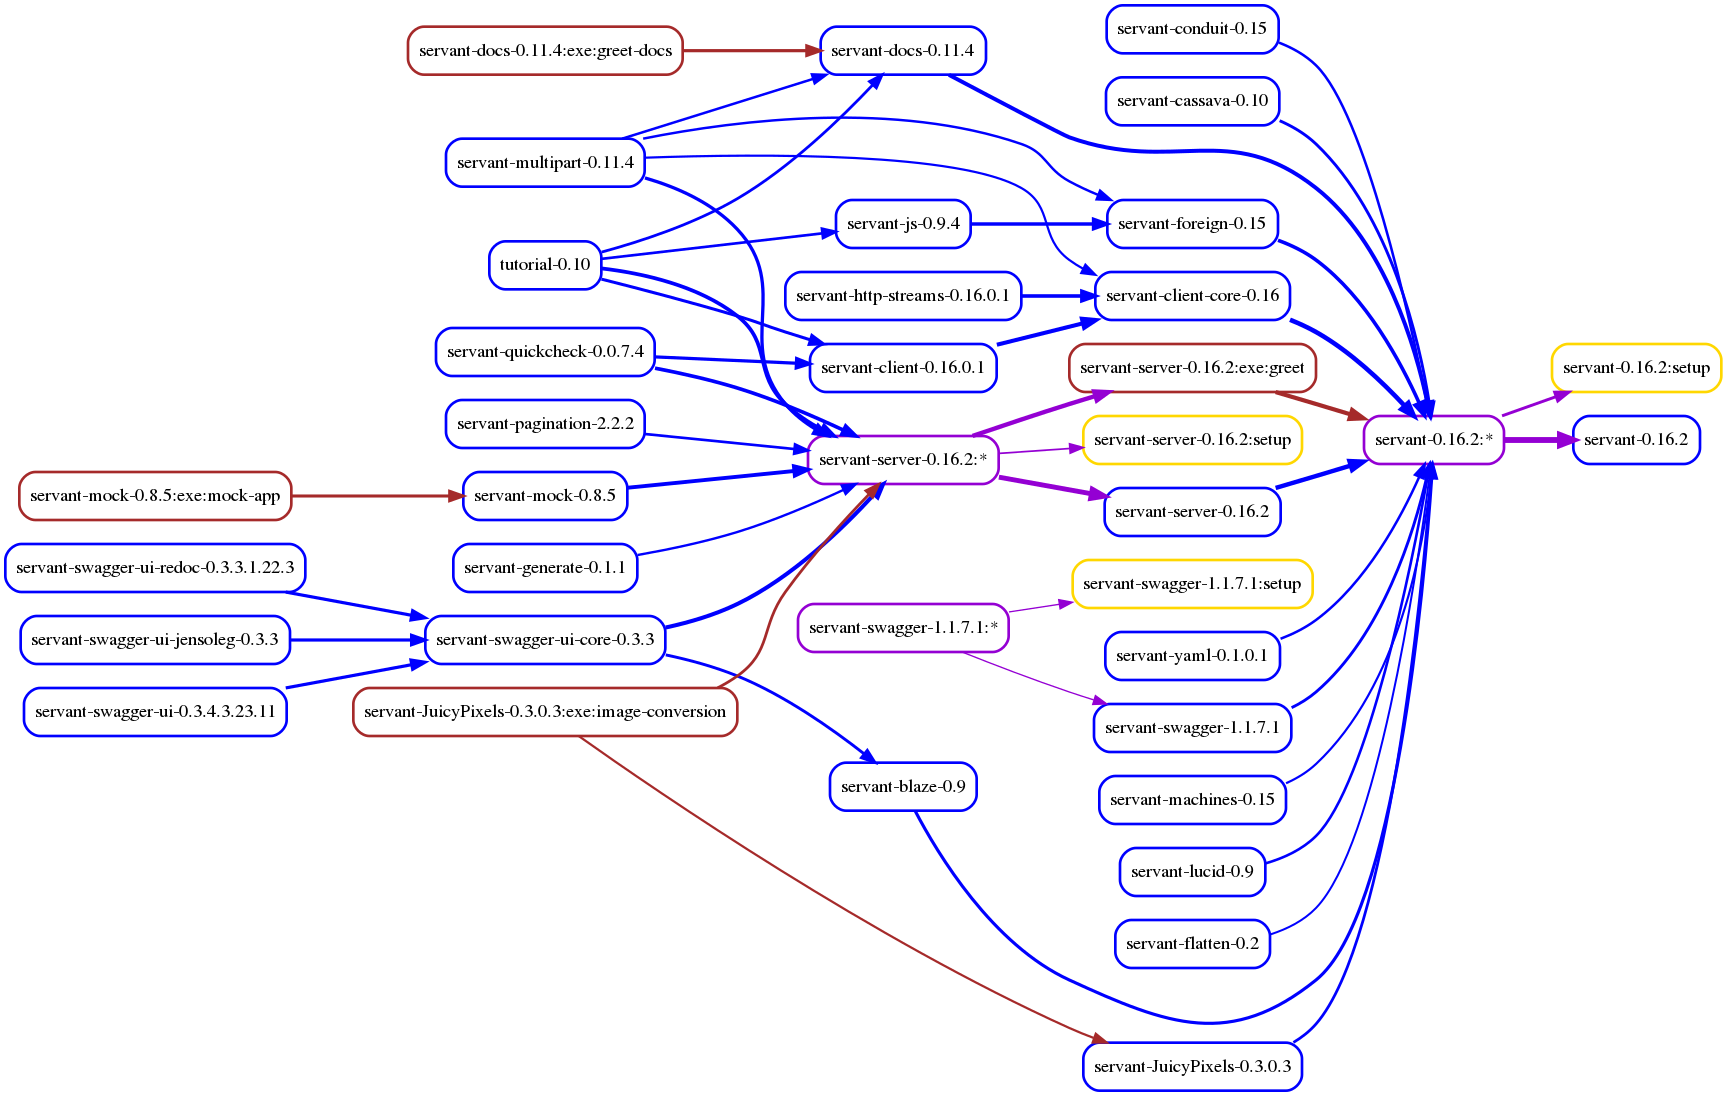 servant-conduit-0.15
servant-docs-0.11.4:exe:greet-docs
servant-docs-0.11.4
servant-cassava-0.10
servant-multipart-0.11.4
servant-js-0.9.4
servant-foreign-0.15
tutorial-0.10
servant-http-streams-0.16.0.1
servant-client-core-0.16
servant-quickcheck-0.0.7.4
servant-client-0.16.0.1
servant-server-0.16.2:exe:greet
servant-0.16.2:setup
servant-pagination-2.2.2
servant-server-0.16.2:setup
servant-0.16.2:*
servant-0.16.2
servant-server-0.16.2:*
servant-mock-0.8.5:exe:mock-app
servant-mock-0.8.5
servant-server-0.16.2
servant-swagger-ui-redoc-0.3.3.1.22.3
servant-generate-0.1.1
servant-swagger-1.1.7.1:setup
servant-swagger-ui-jensoleg-0.3.3
servant-swagger-ui-core-0.3.3
servant-swagger-1.1.7.1:*
servant-yaml-0.1.0.1
servant-swagger-ui-0.3.4.3.23.11
servant-JuicyPixels-0.3.0.3:exe:image-conversion
servant-swagger-1.1.7.1
servant-blaze-0.9
servant-machines-0.15
servant-lucid-0.9
servant-flatten-0.2
servant-JuicyPixels-0.3.0.3